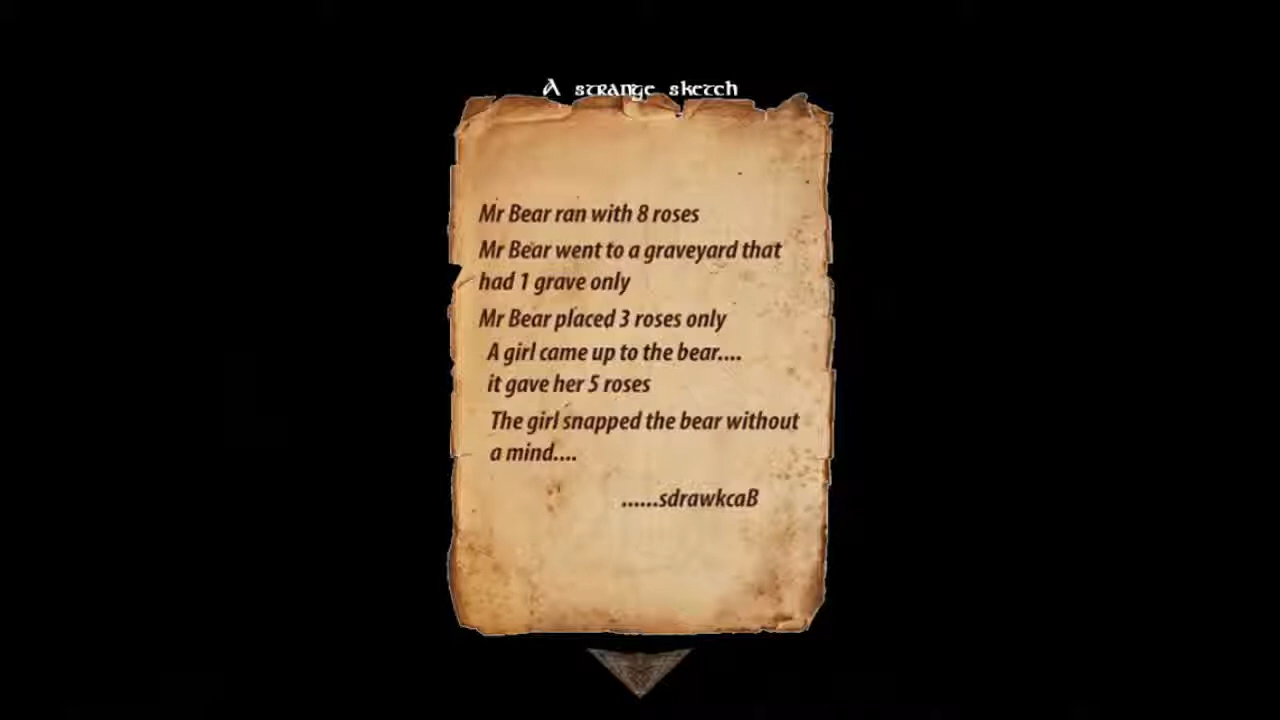 A strange sketch
Mr Bear ran with 8 roses
Mr Bear went to a graveyard that
had 1 grave only
Mr Bear placed 3 roses only
A girl came up to the bear....
it gave her 5 roses
The girl snapped the bear without
a mind....
......sdrawkcaB